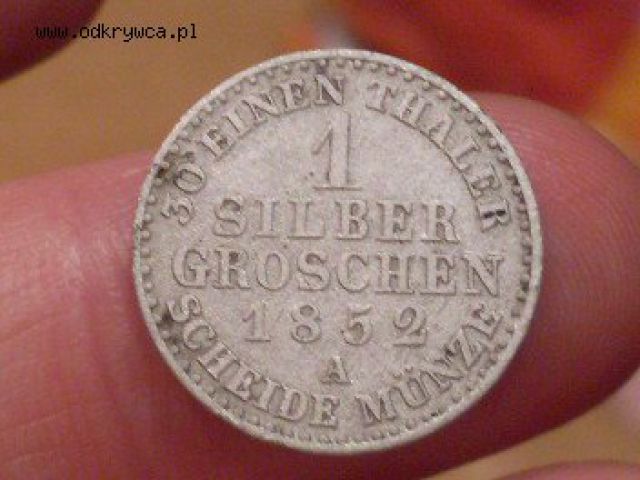 www.odkrywca.pl
30 EINEN THALER
1
SILBER
GROSCHEN
1852
A
SCHEIDE MÜNZE